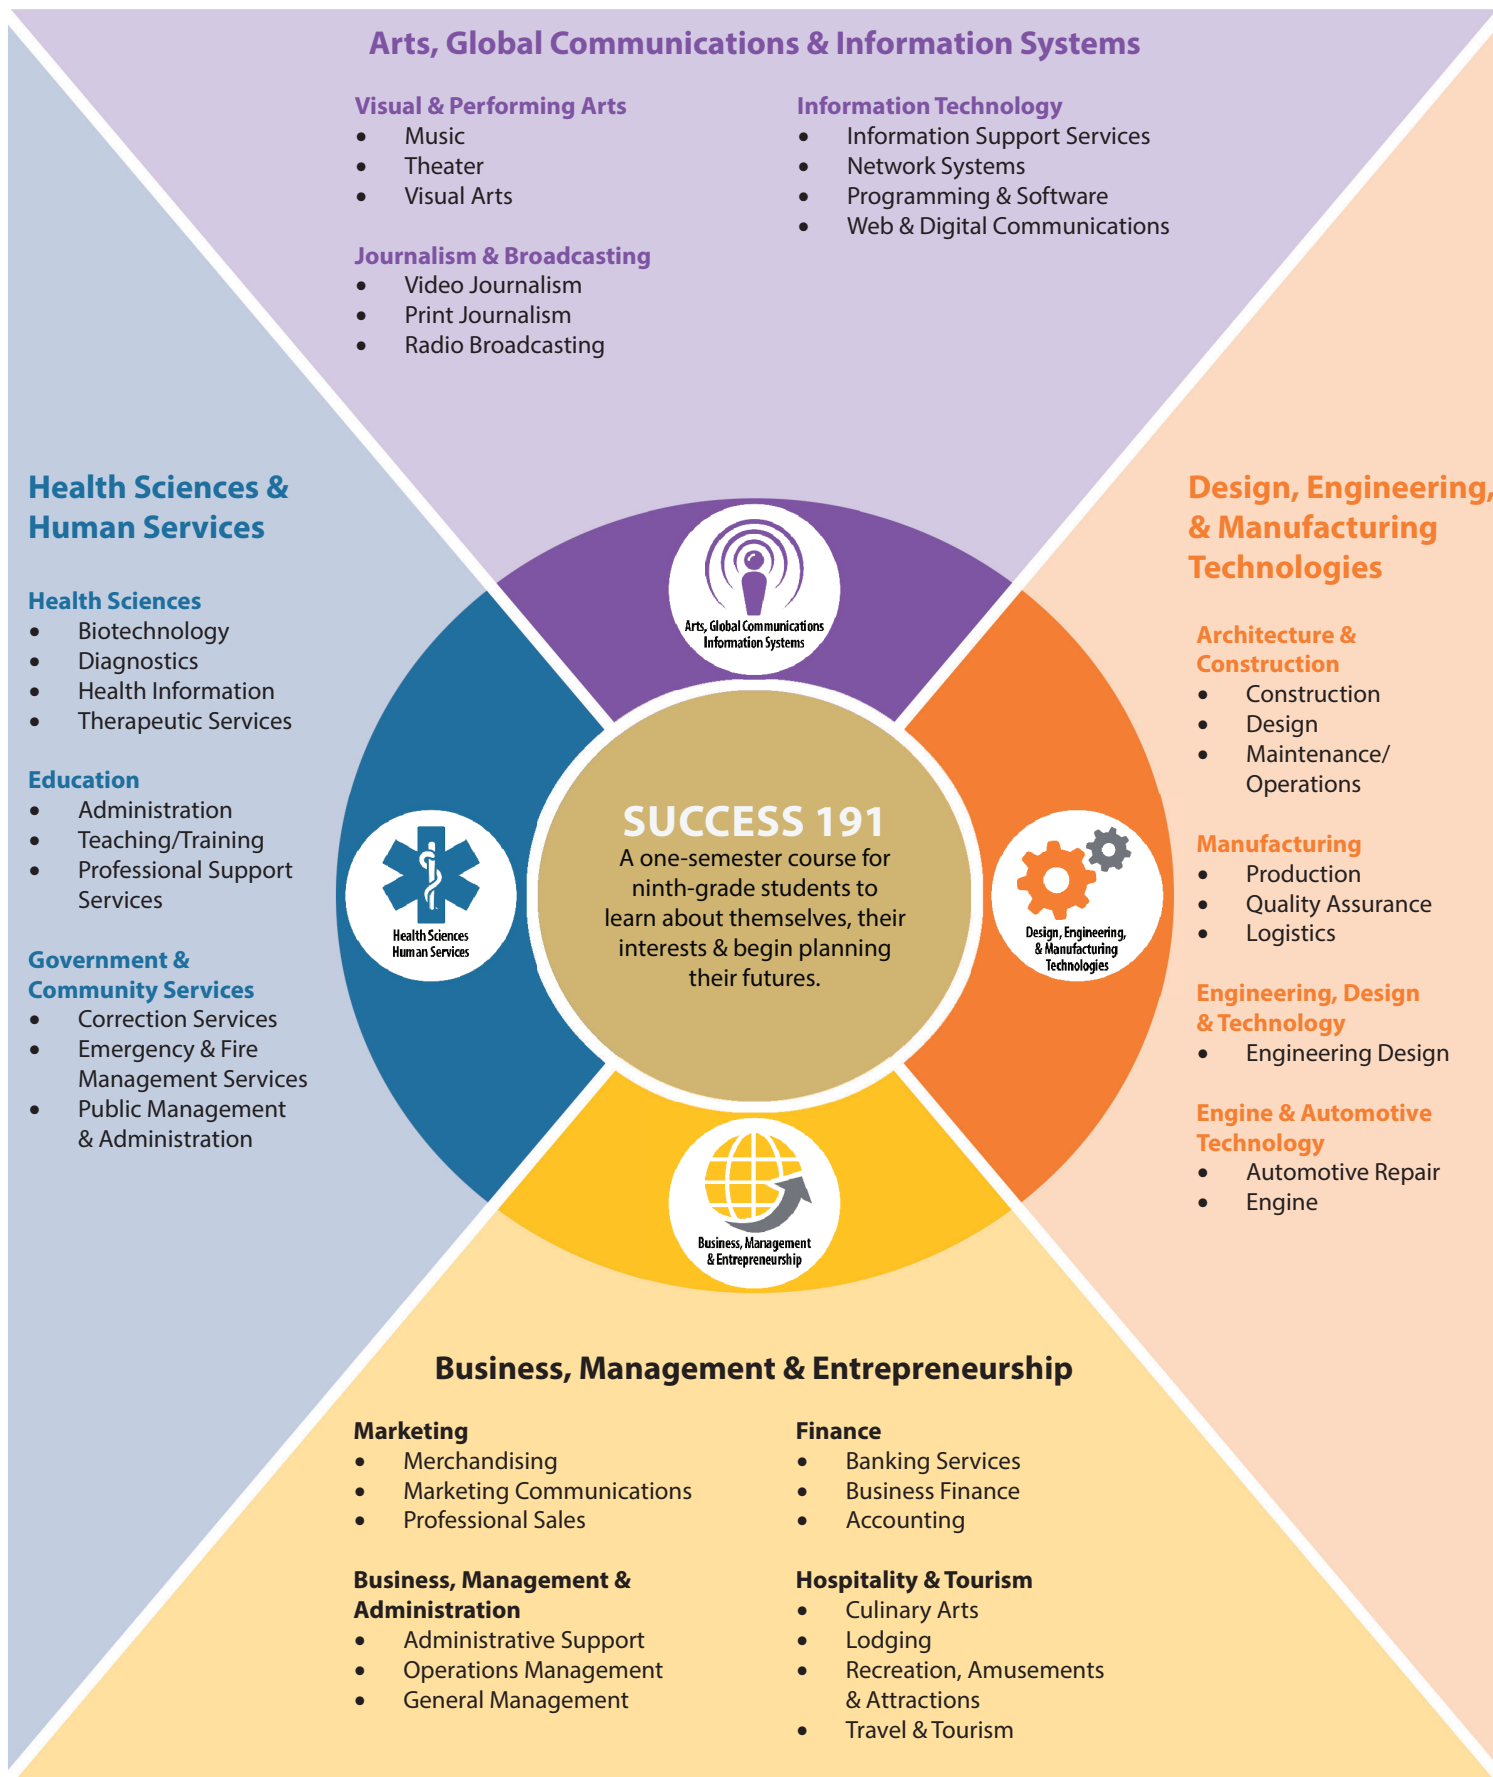 Arts, Global Communications & Information Systems
Visual & Performing Arts
• Music
• Theater
• Visual Arts
Journalism & Broadcasting
• Video Journalism
• Print Journalism
• Radio Broadcasting
Information Technology
• Information Support Services
• Network Systems
• Programming & Software
• Web & Digital Communications
Health Sciences &
Human Services
Health Sciences
• Biotechnology
• Diagnostics
• Health Information
• Therapeutic Services
Education
• Administration
• Teaching/Training
• Professional Support
Services
Government &
Community Services
• Correction Services
• Emergency & Fire
Management Services
• Public Management
& Administration
Arts, Global Communications
Information Systems
Health Sciences
Human Services
SUCCESS 191
A one-semester course for
ninth-grade students to
learn about themselves, their
interests & begin planning
their futures.
Design, Engineering,
& Manufacturing
Technologies
Business, Management
& Entrepreneurship
Design, Engineering,
& Manufacturing
Technologies
Architecture &
Construction
• Construction
• Design
• Maintenance/
Operations
Manufacturing
• Production
• Quality Assurance
• Logistics
Engineering, Design
& Technology
• Engineering Design
Engine & Automotive
Technology
• Automotive Repair
• Engine
Business, Management & Entrepreneurship
Marketing
• Merchandising
• Marketing Communications
• Professional Sales
Business, Management &
Administration
• Administrative Support
• Operations Management
• General Management
Finance
• Banking Services
• Business Finance
• Accounting
Hospitality & Tourism
• Culinary Arts
• Lodging
• Recreation, Amusements
& Attractions
• Travel & Tourism